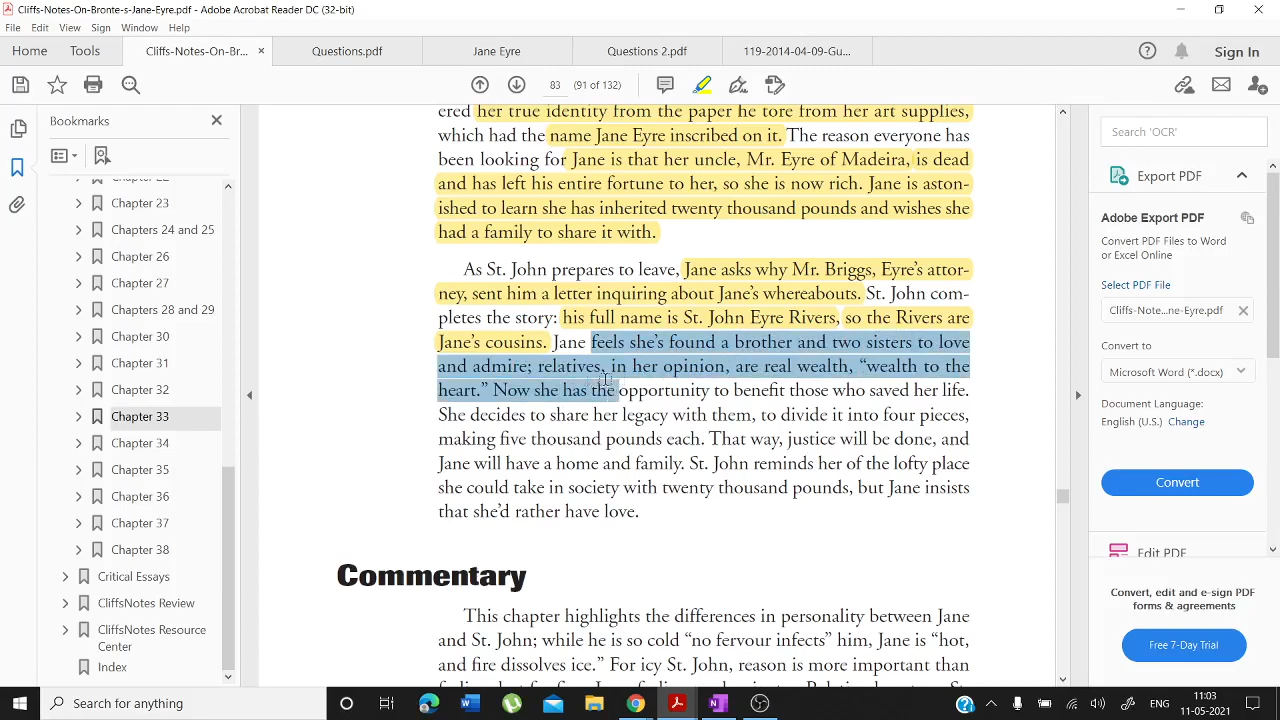 Cliffs-Notes-On-Bronte-s-Jane-Eyre.pdf - Adobe Acrobat Reader DC (32-bit)
File Edit View Sign Window Help
Home Tools Cliffs-Notes-On-Br... × Questions.pdf Jane Eyre Questions 2.pdf 119-2014-04-09-Gu... Sign In
83 (91 of 132)
Bookmarks
Chapter 22
Chapter 23
Chapters 24 and 25
Chapter 26
Chapter 27
Chapters 28 and 29
Chapter 30
Chapter 31
Chapter 32
Chapter 33
Chapter 34
Chapter 35
Chapter 36
Chapter 37
Chapter 38
Critical Essays
CliffsNotes Review
CliffsNotes Resource
Center
Index
ered her true identity from the paper he tore from her art supplies,
which had the name Jane Eyre inscribed on it. The reason everyone has
been looking for Jane is that her uncle, Mr. Eyre of Madeira, is dead
and has left his entire fortune to her, so she is now rich. Jane is aston-
ished to learn she has inherited twenty thousand pounds and wishes she
had a family to share it with.
As St. John prepares to leave, Jane asks why Mr. Briggs, Eyre's attor-
ney, sent him a letter inquiring about Jane's whereabouts. St. John com-
pletes the story: his full name is St. John Eyre Rivers, so the Rivers are
Jane's cousins. Jane feels she's found a brother and two sisters to love
and admire; relatives, in her opinion, are real wealth, "wealth to the
heart." Now she has the opportunity to benefit those who saved her life.
She decides to share her legacy with them, to divide it into four pieces,
making five thousand pounds each. That way, justice will be done, and
Jane will have a home and family. St. John reminds her of the lofty place
she could take in society with twenty thousand pounds, but Jane insists
that she'd rather have love.
Commentary
This chapter highlights the differences in personality between Jane
and St. John; while he is so cold "no fervour infects" him, Jane is "hot,
and fire dissolves ice." For icy St. John, reason is more important than
Search 'OCR'
Export PDF
Adobe Export PDF
Convert PDF Files to Word
or Excel Online
Select PDF File
Cliffs-Note...ne-Eyre.pdf
Convert to
Microsoft Word (*.docx)
Document Language:
English (U.S.) Change
Convert
Edit PDF
Convert, edit and e-sign PDF
forms & agreements
Free 7-Day Trial
Search for anything
ENG
11:03
11-05-2021